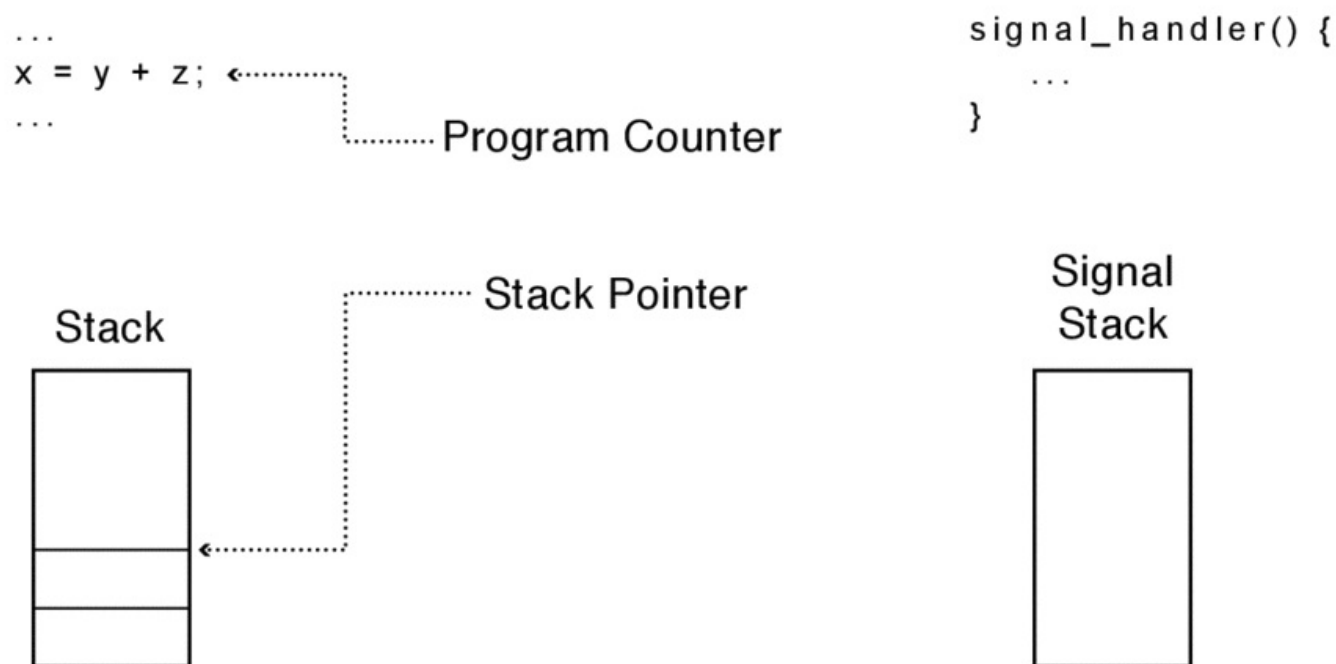 ...
x = y + z;
...
Program Counter
signal_handler() {
...
}
Stack Pointer
Stack
Signal
Stack